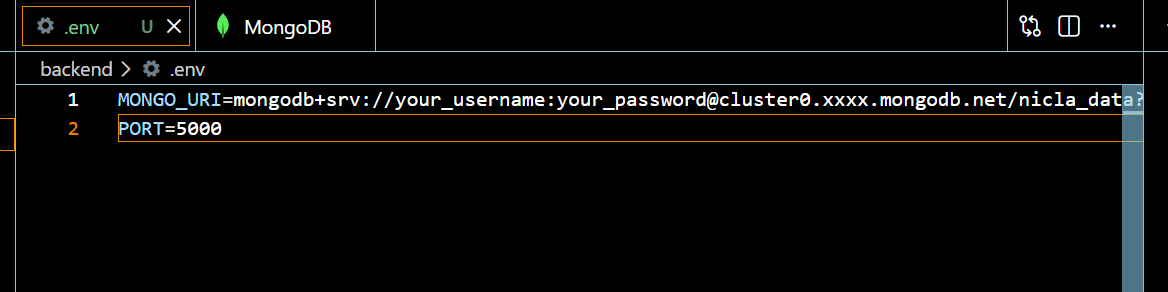 .env U MongoDB
backend .env
1 MONGO_URI=mongodb+srv://your_username:your_password@cluster0.xxxx.mongodb.net/nicla_data?
2 PORT=5000